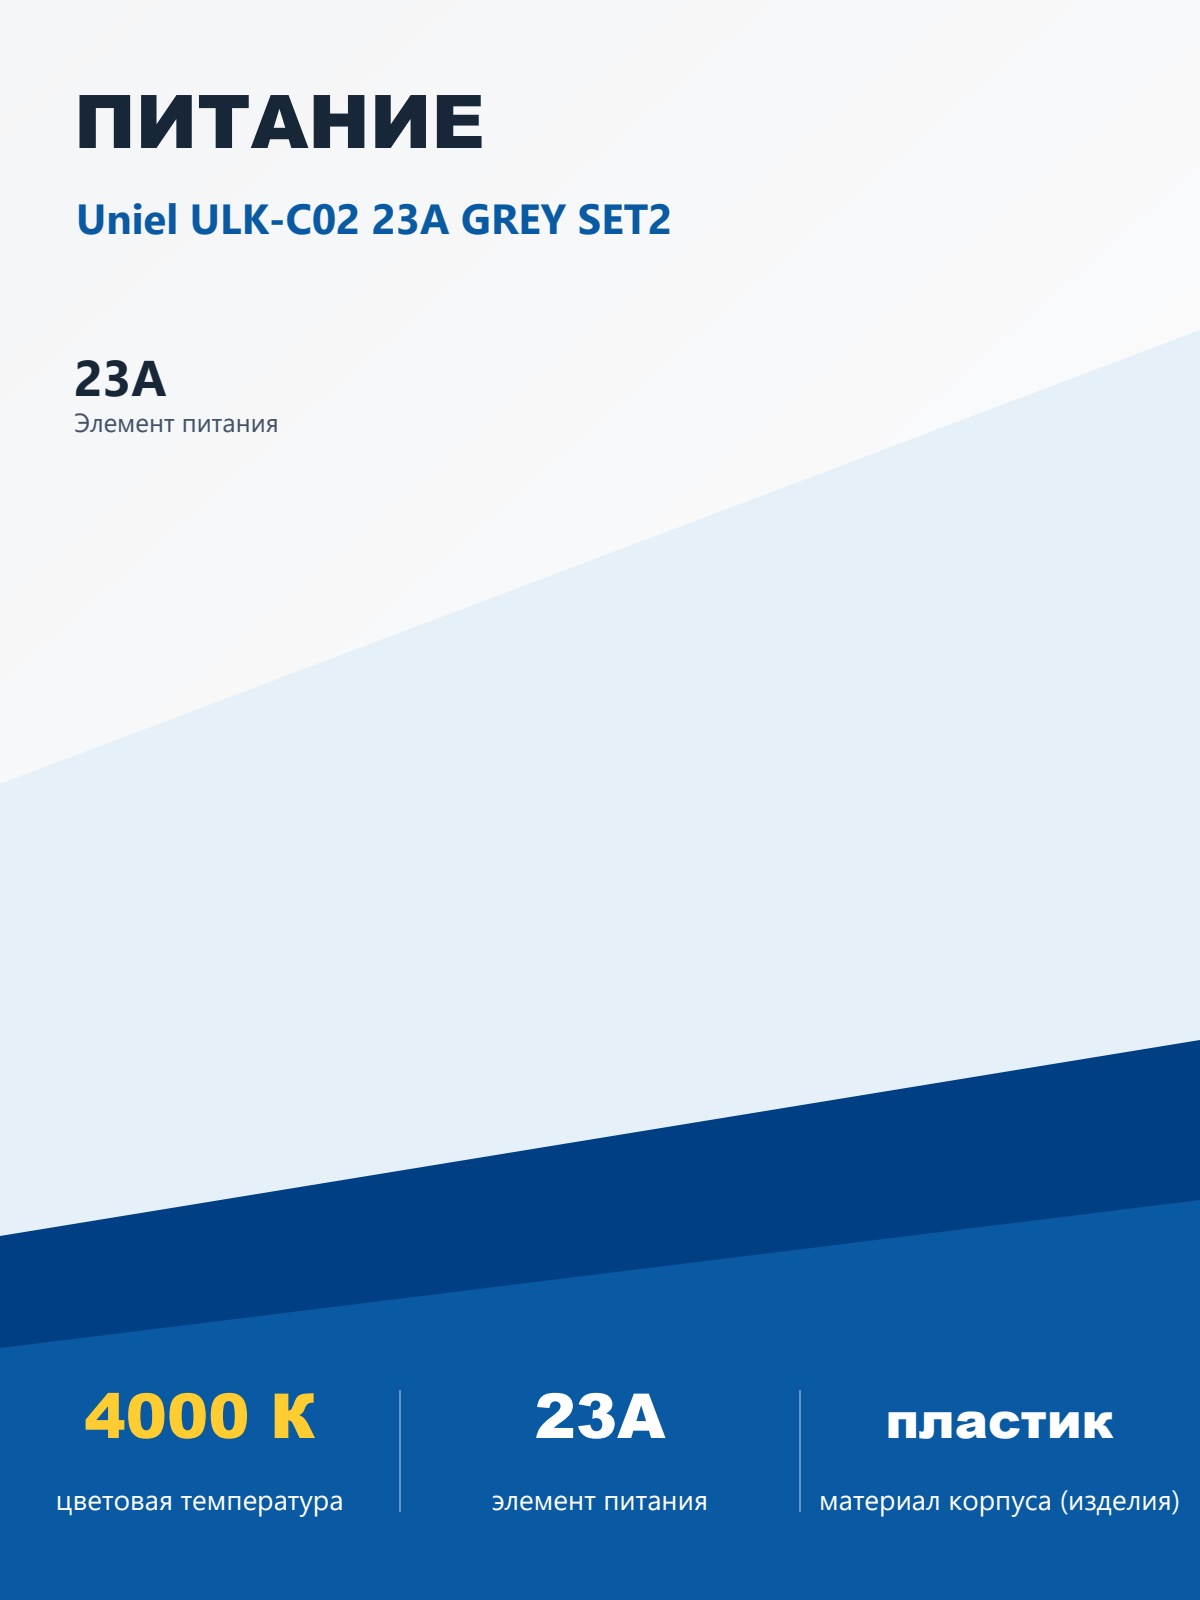 ПИТАНИЕ
Uniel ULK-C02 23A GREY SET2
23A
Элемент питания
4000 К
цветовая температура
23A
элемент питания
пластик
материал корпуса (изделия)